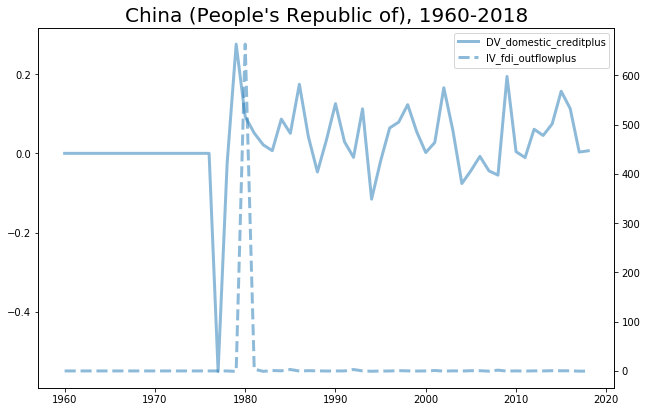 China (People's Republic of), 1960-2018
DV_domestic_creditplus
IV_fdi_outflowplus
0.2
0.0
−0.2
−0.4
600
500
400
300
200
100
0
1960 1970 1980 1990 2000 2010 2020